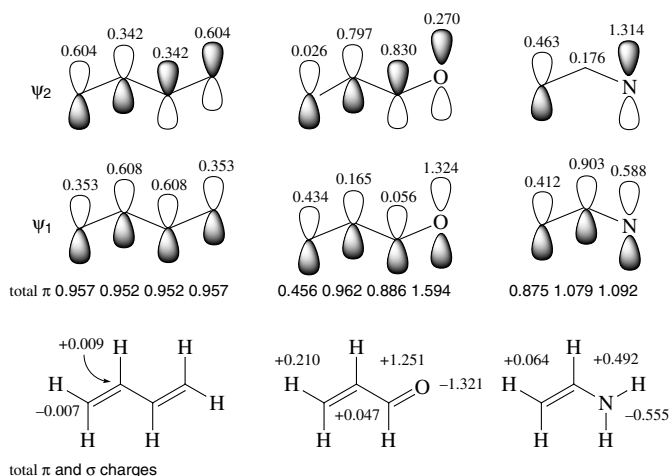 0.604 0.342 0.342 0.604 0.026 0.797 0.830 0.270 0.463 0.176 1.314
ψ2 O N
0.353 0.608 0.608 0.353 0.434 0.165 0.056 1.324 0.412 0.903 0.588
ψ1 O N
total π 0.957 0.952 0.952 0.957 0.456 0.962 0.886 1.594 0.875 1.079 1.092
+0.009 H H +0.210 H +1.251 +0.064 H +0.492
H H O −1.321 H H
−0.007 H +0.047 N −0.555
H H H H H H
total π and σ charges